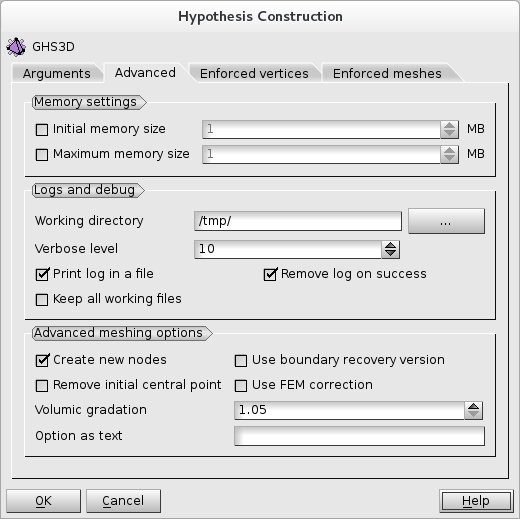 Hypothesis Construction
GHS3D
Arguments Advanced Enforced vertices Enforced meshes
Memory settings
Initial memory size 1 MB
Maximum memory size 1 MB
Logs and debug
Working directory /tmp/ ...
Verbose level 10
Print log in a file Remove log on success
Keep all working files
Advanced meshing options
Create new nodes Use boundary recovery version
Remove initial central point Use FEM correction
Volumic gradation 1.05
Option as text
OK Cancel Help